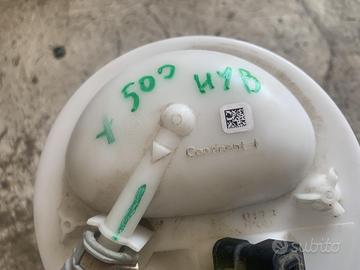 x 500 HYB
Continental
subito